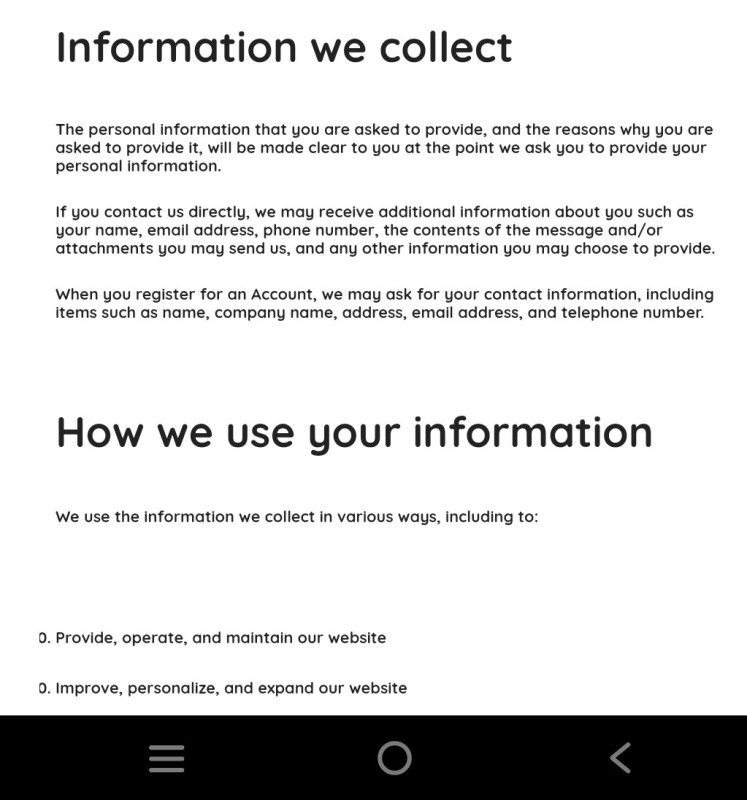 Information we collect
The personal information that you are asked to provide, and the reasons why you are
asked to provide it, will be made clear to you at the point we ask you to provide your
personal information.
If you contact us directly, we may receive additional information about you such as
your name, email address, phone number, the contents of the message and/or
attachments you may send us, and any other information you may choose to provide.
When you register for an Account, we may ask for your contact information, including
items such as name, company name, address, email address, and telephone number.
How we use your information
We use the information we collect in various ways, including to:
0. Provide, operate, and maintain our website
0. Improve, personalize, and expand our website